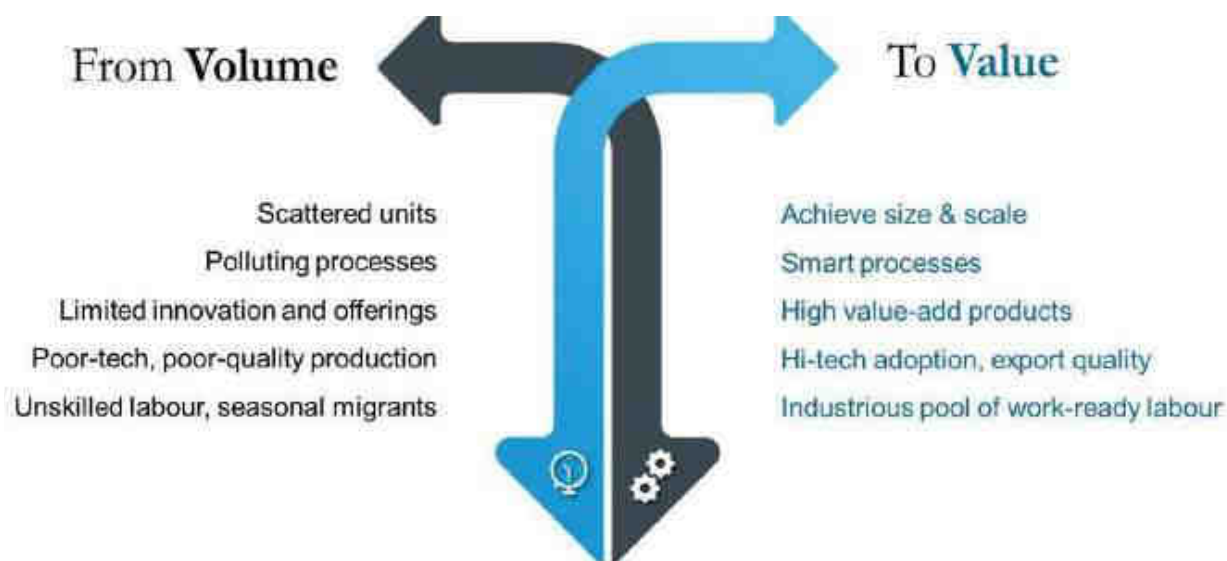 From Volume
To Value
Scattered units
Polluting processes
Limited innovation and offerings
Poor-tech, poor-quality production
Unskilled labour, seasonal migrants
Achieve size & scale
Smart processes
High value-add products
Hi-tech adoption, export quality
Industrious pool of work-ready labour